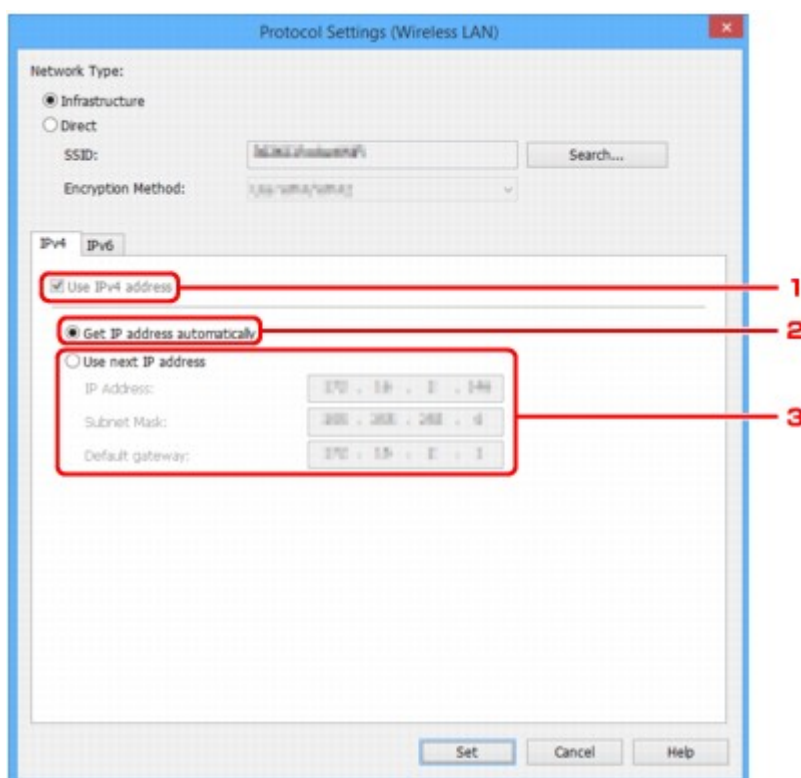 Protocol Settings (Wireless LAN)
Network Type:
Infrastructure
Direct
SSID:
Search...
Encryption Method:
IPv4 IPv6
Use IPv4 address
1
Get IP address automatically
2
Use next IP address
IP Address:
Subnet Mask:
3
Default gateway:
Set Cancel Help